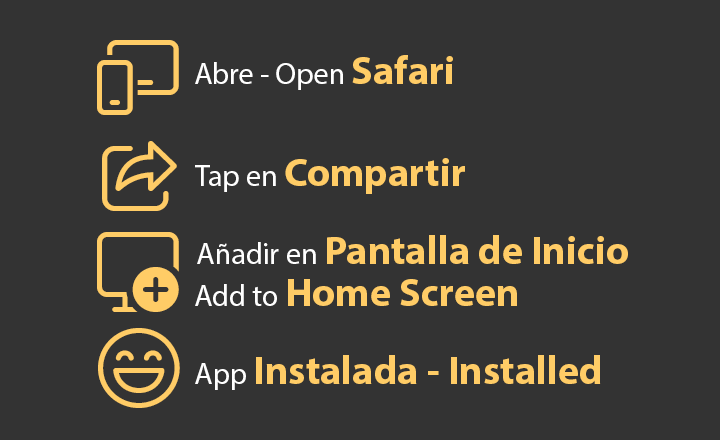 Abre - Open Safari
Tap en Compartir
Añadir en Pantalla de Inicio
Add to Home Screen
App Instalada - Installed